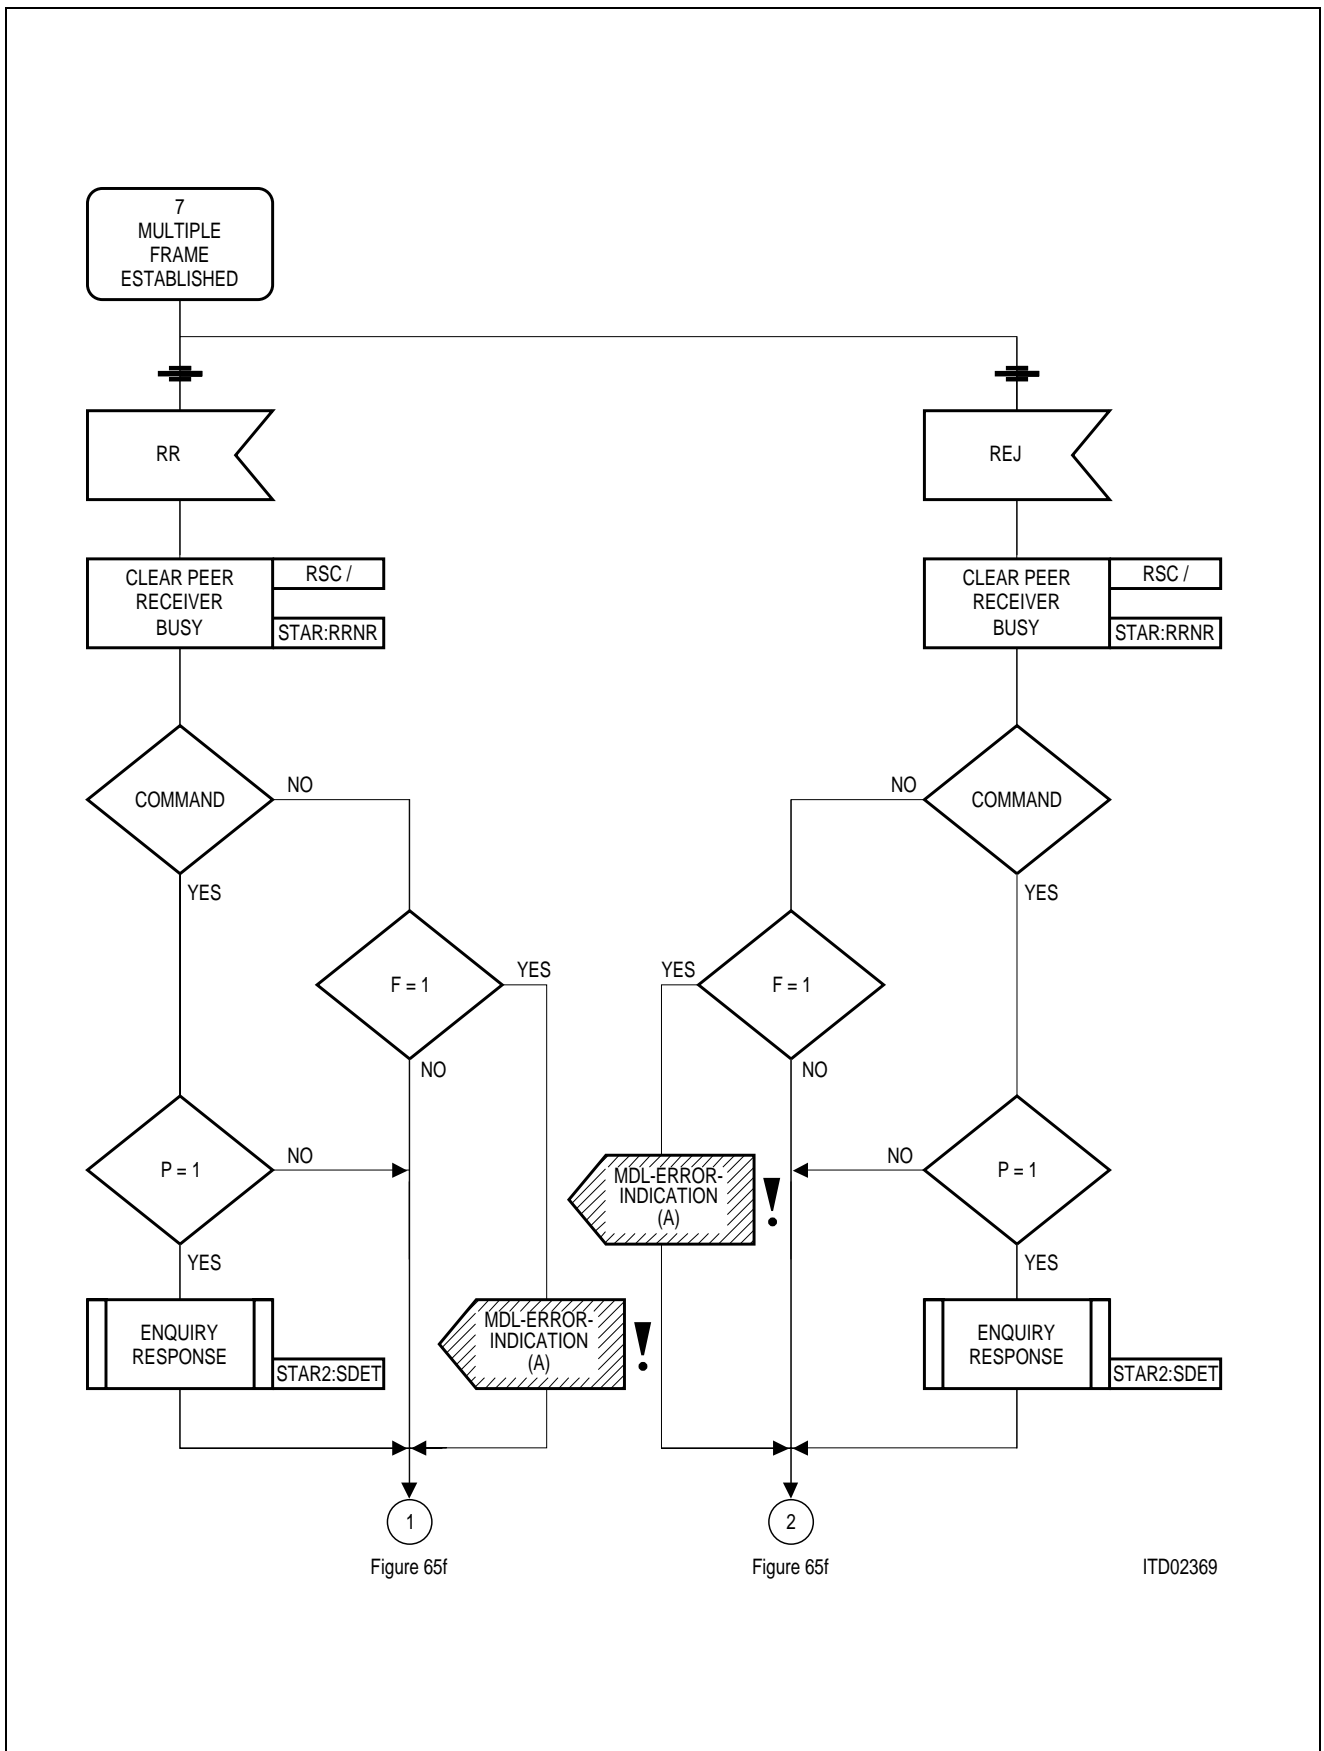 7
MULTIPLE
FRAME
ESTABLISHED
RR
REJ
CLEAR PEER
RECEIVER
BUSY
RSC /
STAR:RRNR
CLEAR PEER
RECEIVER
BUSY
RSC /
STAR:RRNR
COMMAND
NO
YES
NO
COMMAND
YES
F = 1
YES
NO
YES
F = 1
NO
P = 1
NO
YES
MDL-ERROR-
INDICATION
(A)
!
NO
P = 1
YES
ENQUIRY
RESPONSE
STAR2:SDET
MDL-ERROR-
INDICATION
(A)
!
ENQUIRY
RESPONSE
STAR2:SDET
1
2
Figure 65f
Figure 65f
ITD02369